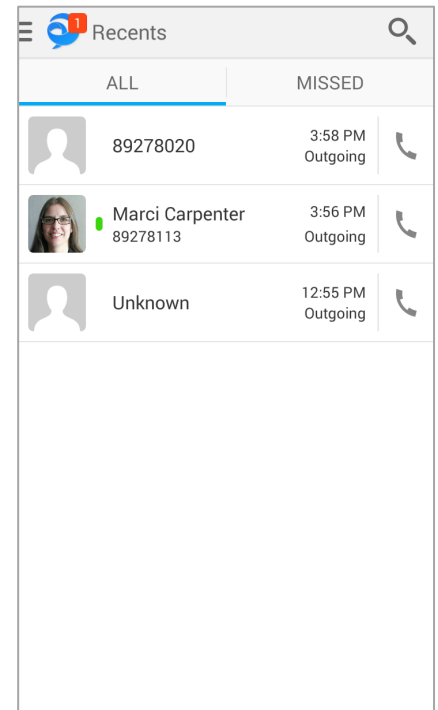 1
Recents
ALL
MISSED
89278020
3:58 PM
Outgoing
Marci Carpenter
89278113
3:56 PM
Outgoing
Unknown
12:55 PM
Outgoing